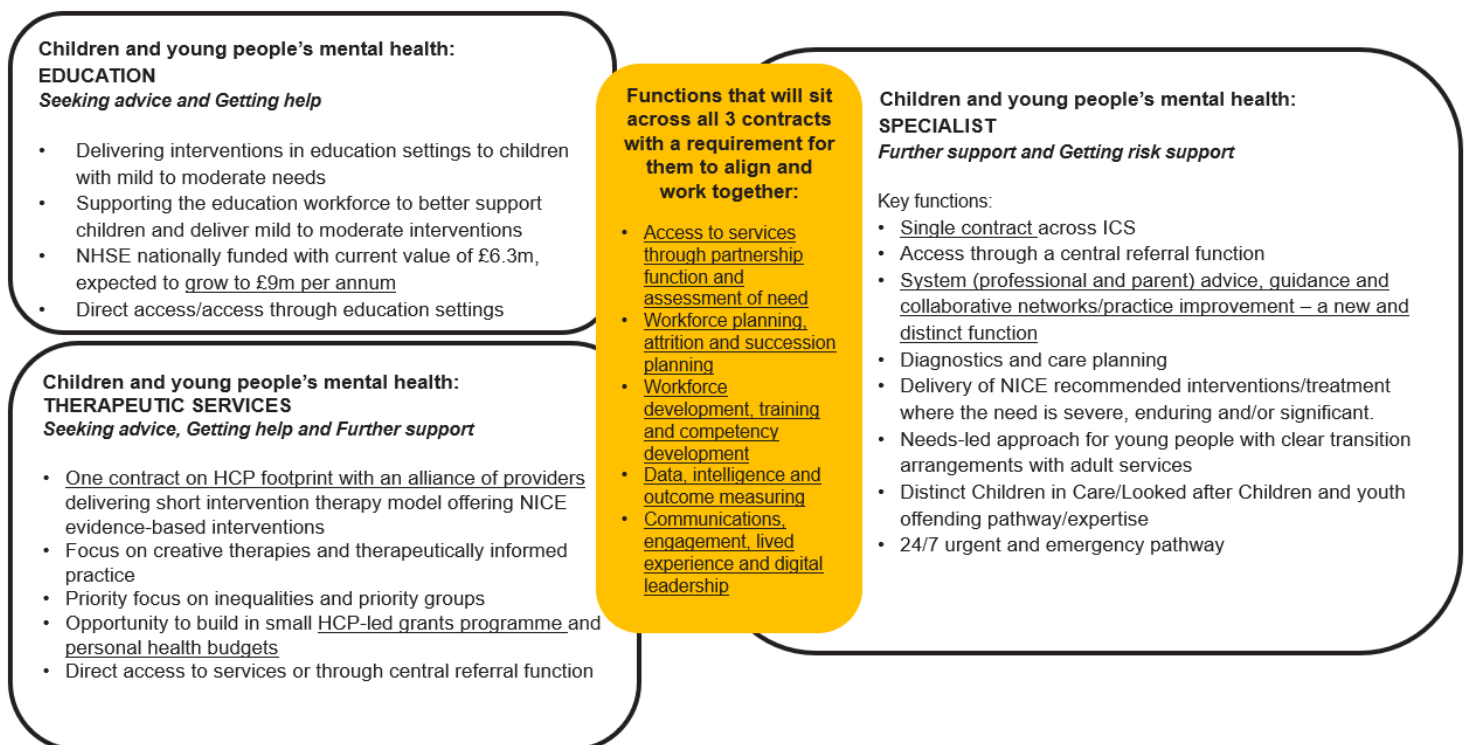 Children and young people's mental health:
EDUCATION
Seeking advice and Getting help
• Delivering interventions in education settings to children
with mild to moderate needs
• Supporting the education workforce to better support
children and deliver mild to moderate interventions
• NHSE nationally funded with current value of £6.3m,
expected to grow to £9m per annum
• Direct access/access through education settings
Children and young people's mental health:
THERAPEUTIC SERVICES
Seeking advice, Getting help and Further support
• One contract on HCP footprint with an alliance of providers
delivering short intervention therapy model offering NICE
evidence-based interventions
• Focus on creative therapies and therapeutically informed
practice
• Priority focus on inequalities and priority groups
• Opportunity to build in small HCP-led grants programme and
personal health budgets
• Direct access to services or through central referral function
Functions that will sit
across all 3 contracts
with a requirement for
them to align and
work together:
• Access to services
through partnership
function and
assessment of need
• Workforce planning,
attrition and succession
planning
• Workforce
development, training
and competency
development
• Data, intelligence and
outcome measuring
• Communications,
engagement, lived
experience and digital
leadership
Children and young people's mental health:
SPECIALIST
Further support and Getting risk support
Key functions:
• Single contract across ICS
• Access through a central referral function
• System (professional and parent) advice, guidance and
collaborative networks/practice improvement – a new and
distinct function
• Diagnostics and care planning
• Delivery of NICE recommended interventions/treatment
where the need is severe, enduring and/or significant.
• Needs-led approach for young people with clear transition
arrangements with adult services
• Distinct Children in Care/Looked after Children and youth
offending pathway/expertise
• 24/7 urgent and emergency pathway